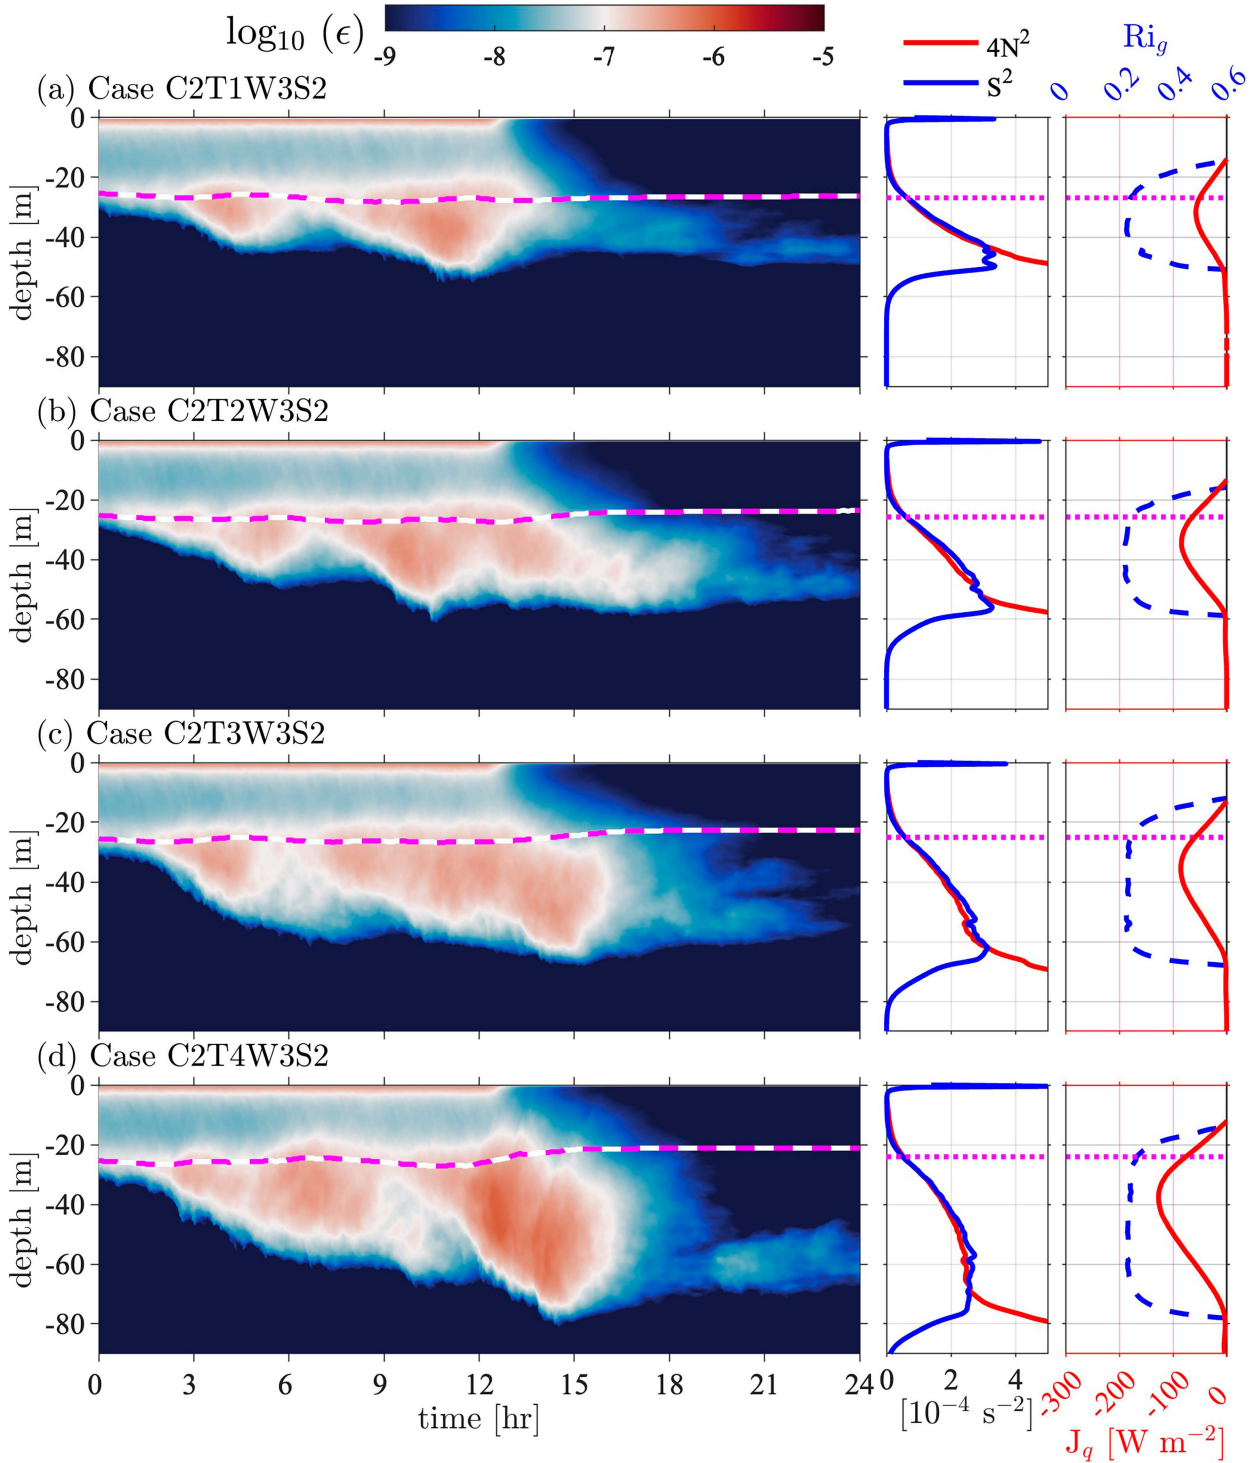 log₁₀ (ϵ)
-9 -8 -7 -6 -5
4N²
S²
Ri_g
0 0.2 0.4 0.6
(a) Case C2T1W3S2
0
-20
-40
-60
-80
depth [m]
(b) Case C2T2W3S2
0
-20
-40
-60
-80
depth [m]
(c) Case C2T3W3S2
0
-20
-40
-60
-80
depth [m]
(d) Case C2T4W3S2
0
-20
-40
-60
-80
depth [m]
0 3 6 9 12 15 18 21 24
time [hr]
0 2 4
[10⁻⁴ s⁻²]
-300 -200 -100 0
J_q [W m⁻²]